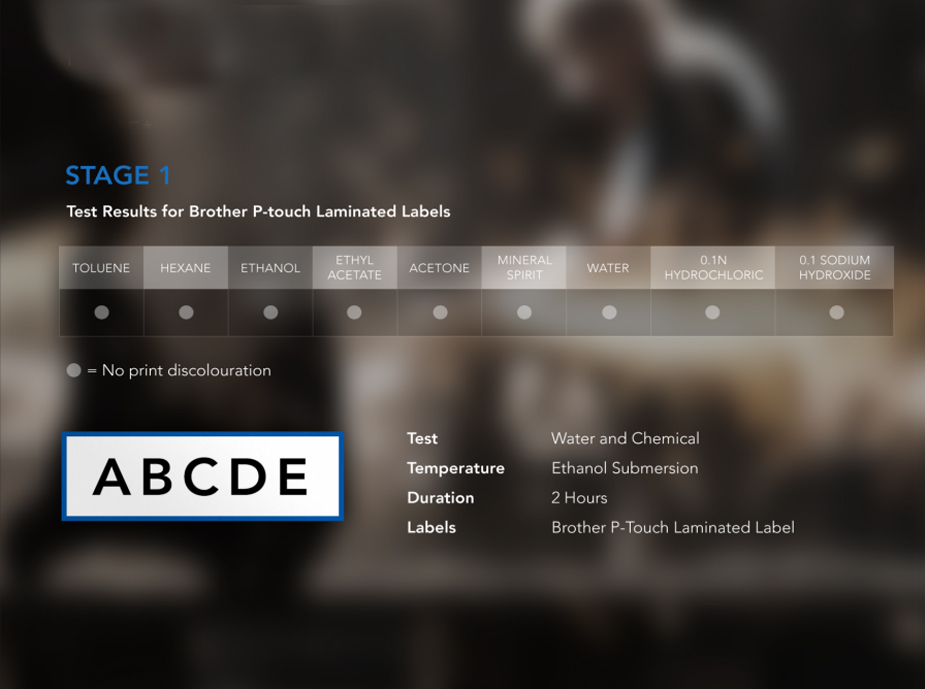 STAGE 1
Test Results for Brother P-touch Laminated Labels
TOLUENE HEXANE ETHANOL ETHYL ACETATE ACETONE MINERAL SPIRIT WATER 0.1N HYDROCHLORIC 0.1 SODIUM HYDROXIDE
= No print discolouration
ABCDE
Test Water and Chemical
Temperature Ethanol Submersion
Duration 2 Hours
Labels Brother P-Touch Laminated Label